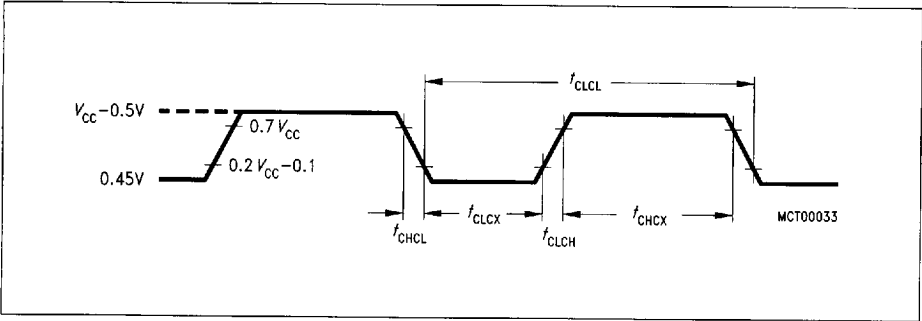 tCLCL
VCC−0.5V
0.7 VCC
0.2 VCC−0.1
0.45V
tCHCL
tCLCX
tCLCH
tCHCX
MCT00033